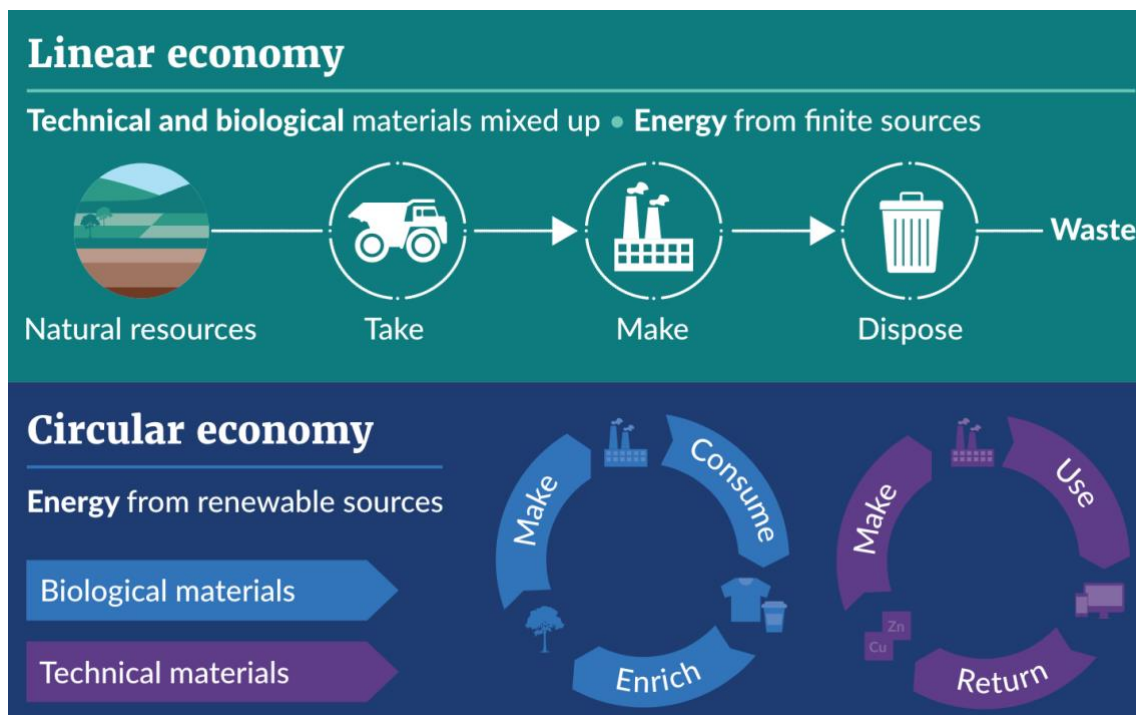 Linear economy
Technical and biological materials mixed up • Energy from finite sources
Waste
Natural resources
Take
Make
Dispose
Circular economy
Energy from renewable sources
Biological materials
Technical materials
Make
Consume
Enrich
Make
Use
Zn
Cu
Return